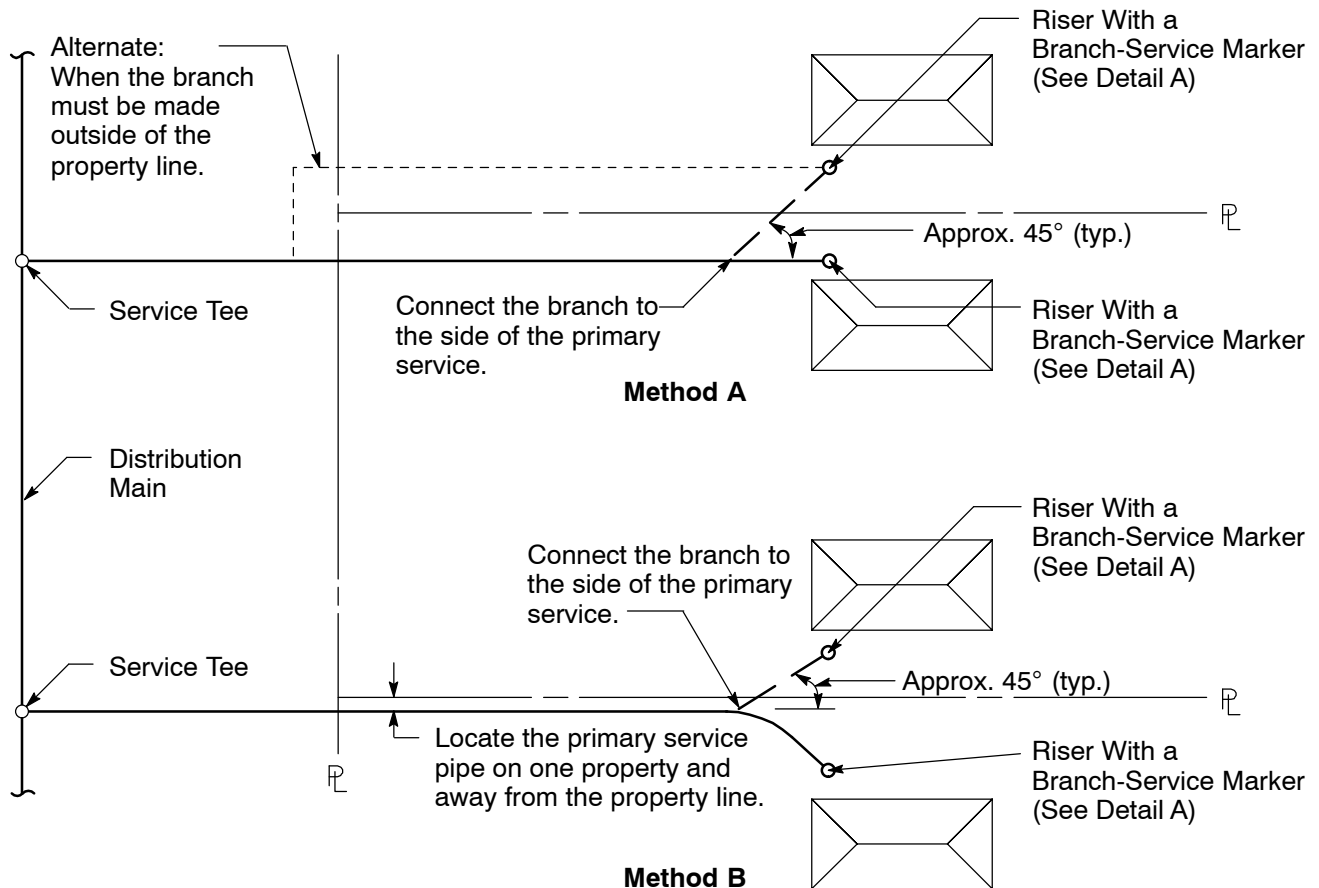 Alternate:
When the branch
must be made
outside of the
property line.
Riser With a
Branch-Service Marker
(See Detail A)
PL
Approx. 45° (typ.)
Service Tee
Connect the branch to
the side of the primary
service.
Riser With a
Branch-Service Marker
(See Detail A)
Method A
Distribution
Main
Riser With a
Branch-Service Marker
(See Detail A)
Connect the branch to
the side of the primary
service.
Service Tee
Approx. 45° (typ.)
PL
Locate the primary service
pipe on one property and
away from the property line.
PL
Riser With a
Branch-Service Marker
(See Detail A)
Method B